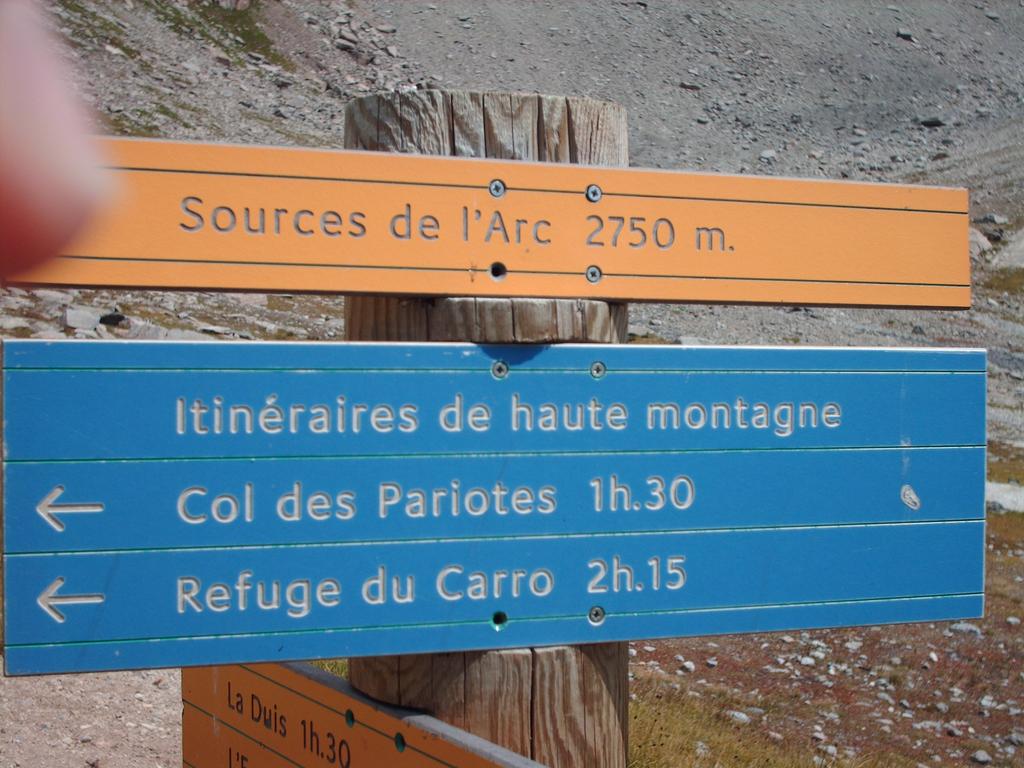 Sources de l'Arc 2750 m.
Itinéraires de haute montagne
← Col des Pariotes 1h.30
← Refuge du Carro 2h.15
La Duis 1h.30